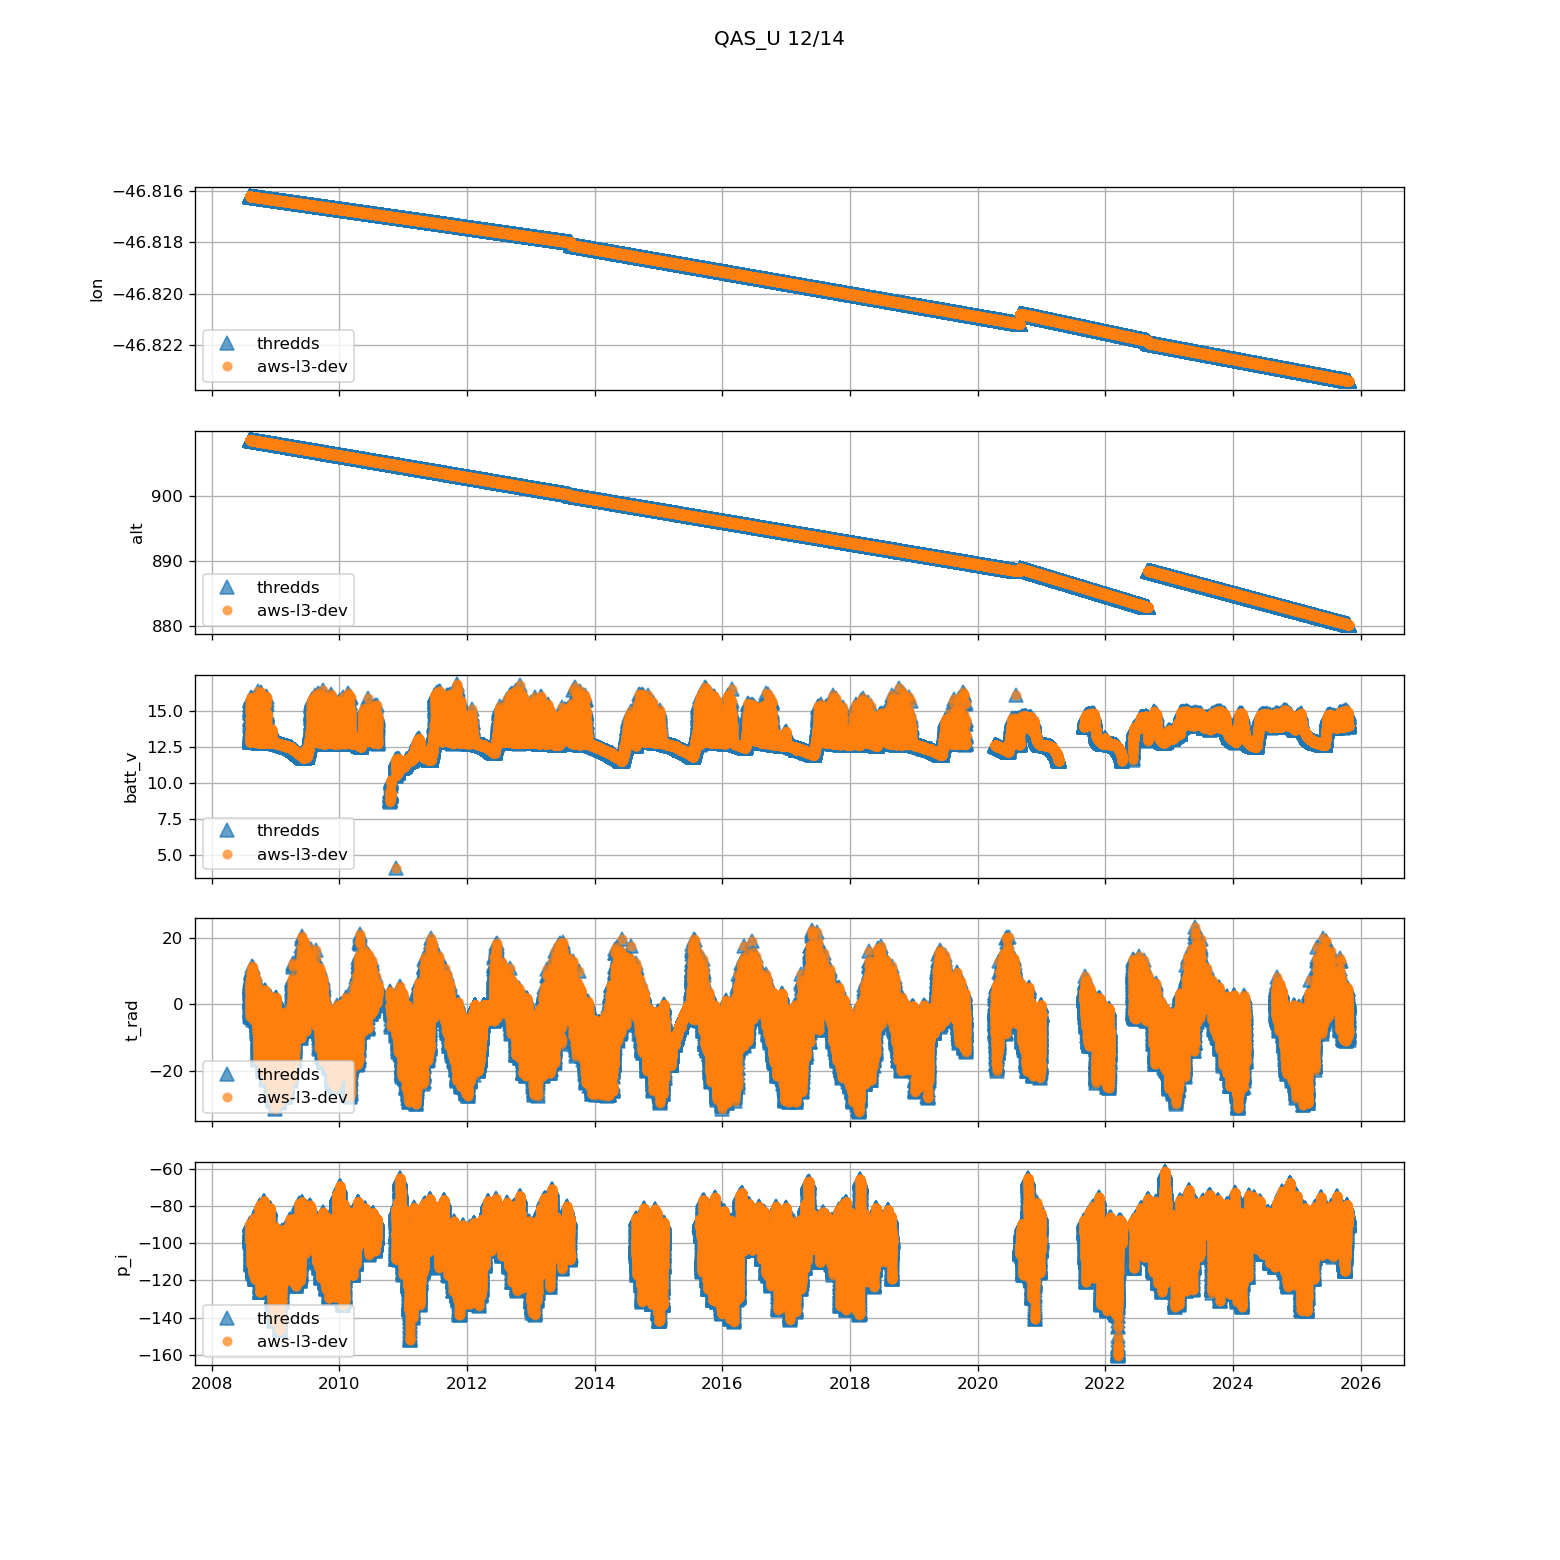 QAS_U 12/14
−46.816
−46.818
−46.820
−46.822
lon
thredds
aws-l3-dev
900
890
880
alt
thredds
aws-l3-dev
15.0
12.5
10.0
7.5
5.0
batt_v
thredds
aws-l3-dev
20
0
−20
t_rad
thredds
aws-l3-dev
−60
−80
−100
−120
−140
−160
p_i
thredds
aws-l3-dev
2008 2010 2012 2014 2016 2018 2020 2022 2024 2026